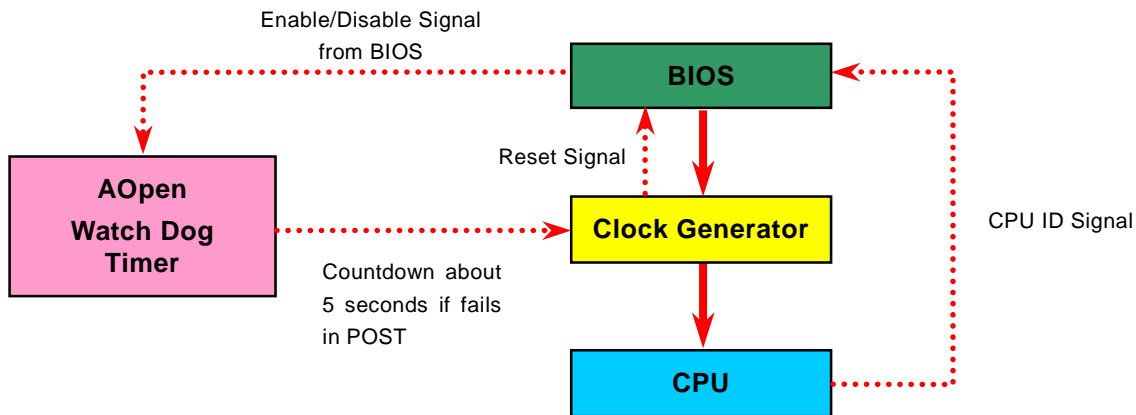 Enable/Disable Signal
from BIOS
BIOS
Reset Signal
AOpen
Watch Dog
Timer
Clock Generator
CPU ID Signal
Countdown about
5 seconds if fails
in POST
CPU